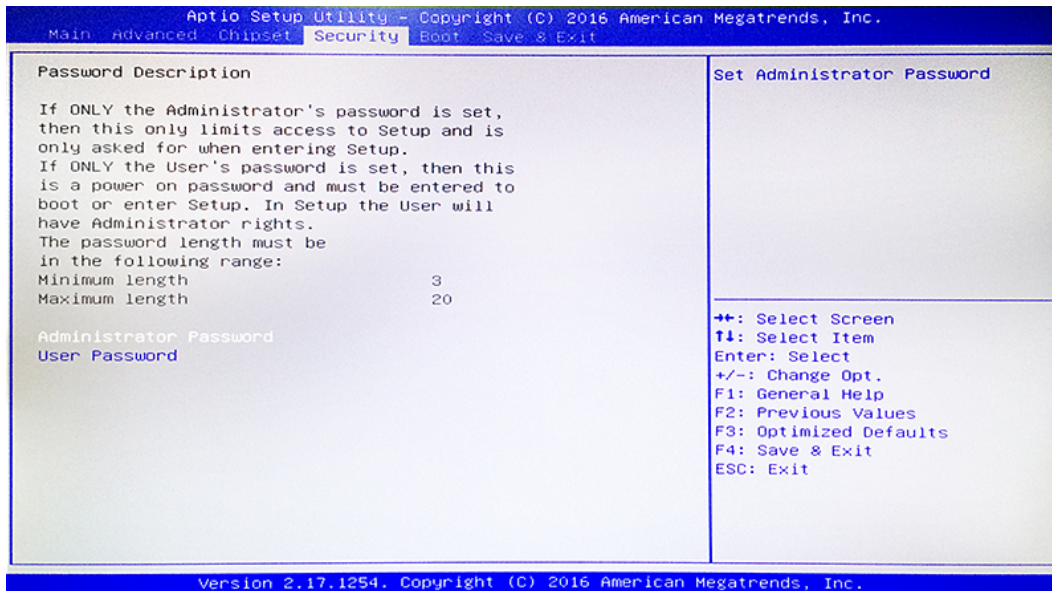 Aptio Setup Utility – Copyright (C) 2016 American Megatrends, Inc.
Main Advanced Chipset Security Boot Save & Exit
Password Description
If ONLY the Administrator's password is set,
then this only limits access to Setup and is
only asked for when entering Setup.
If ONLY the User's password is set, then this
is a power on password and must be entered to
boot or enter Setup. In Setup the User will
have Administrator rights.
The password length must be
in the following range:
Minimum length 3
Maximum length 20
Administrator Password
User Password
Set Administrator Password
→←: Select Screen
↑↓: Select Item
Enter: Select
+/-: Change Opt.
F1: General Help
F2: Previous Values
F3: Optimized Defaults
F4: Save & Exit
ESC: Exit
Version 2.17.1254. Copyright (C) 2016 American Megatrends, Inc.